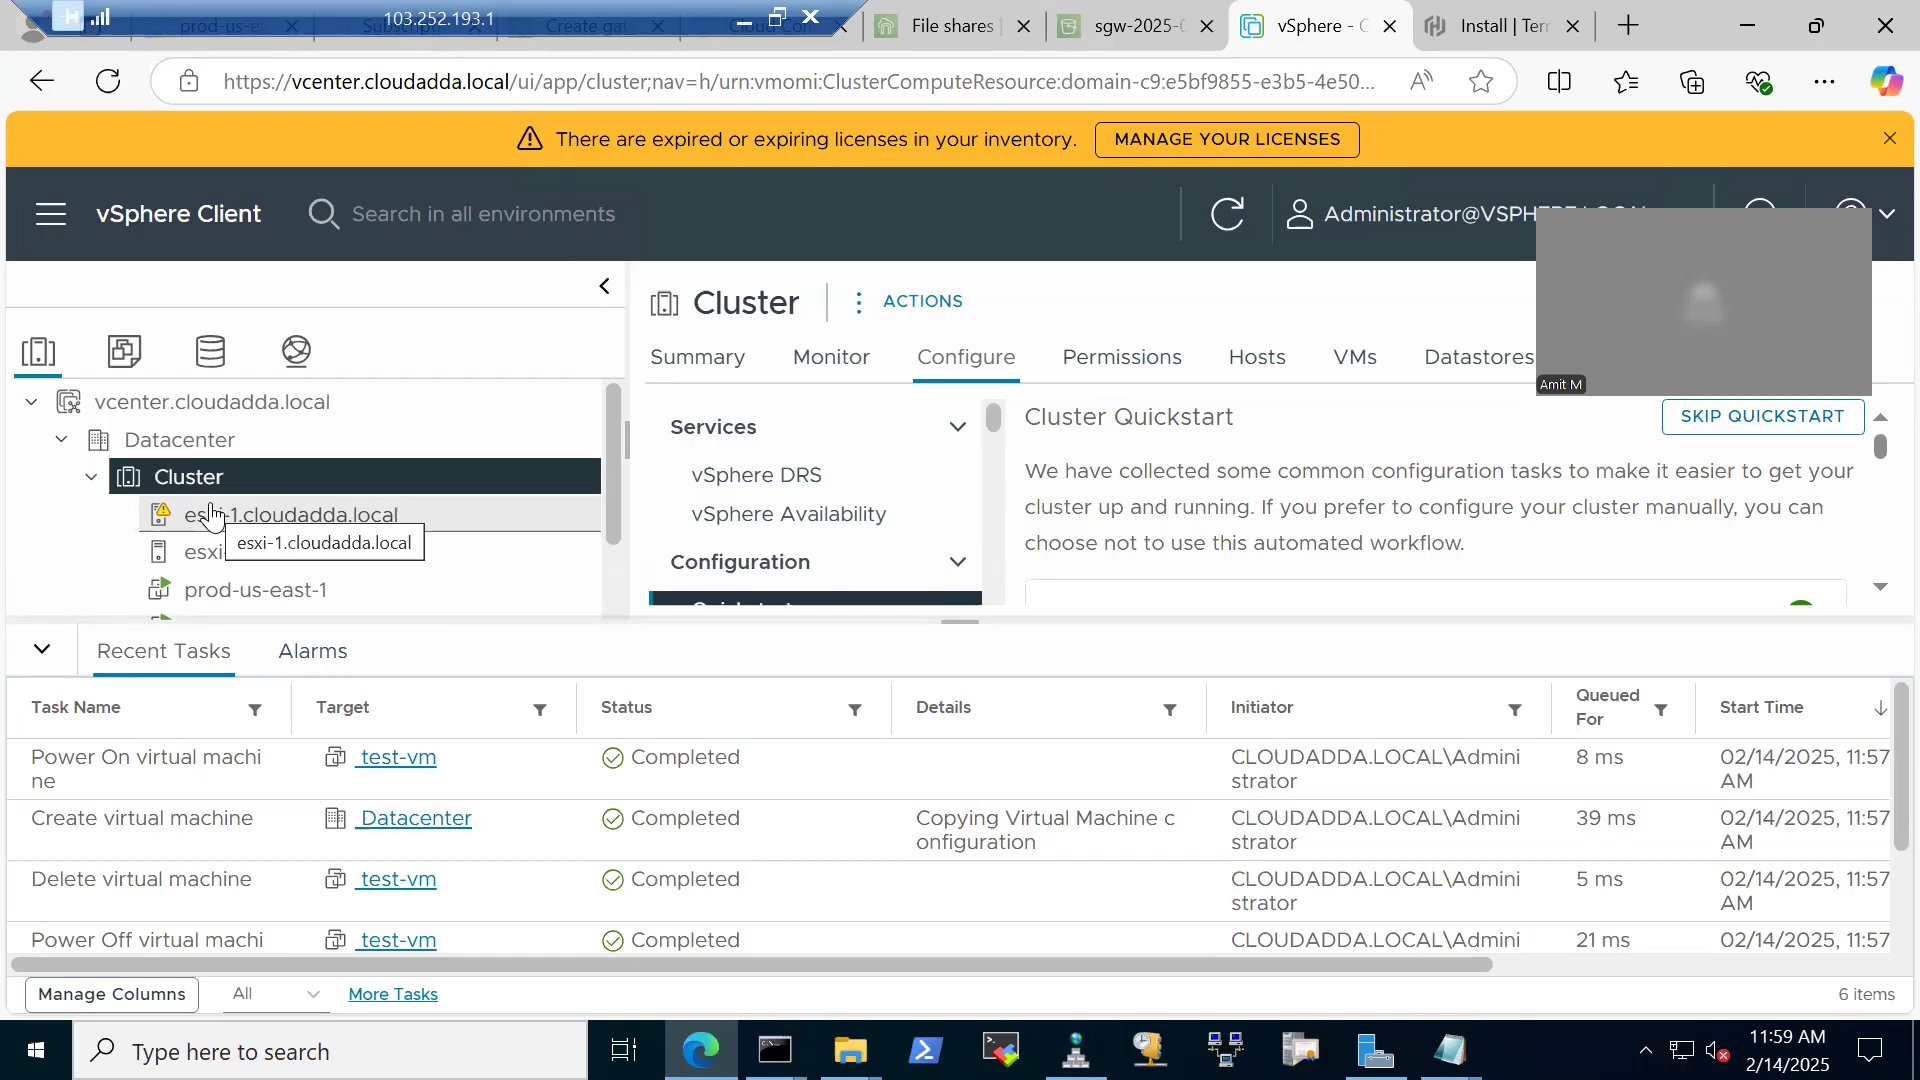 103.252.193.1
prod-us-e
Subscripti
Create gat
Cloud Con
File shares
sgw-2025-0
vSphere - C
Install | Terr
https://vcenter.cloudadda.local/ui/app/cluster;nav=h/urn:vmomi:ClusterComputeResource:domain-c9:e5bf9855-e3b5-4e50...
There are expired or expiring licenses in your inventory.
MANAGE YOUR LICENSES
vSphere Client
Search in all environments
Cluster
ACTIONS
Amit M
Summary
Monitor
Configure
Permissions
Hosts
VMs
Datastores
vcenter.cloudadda.local
Datacenter
Cluster
esxi-1.cloudadda.local
esxi-1.cloudadda.local
esxi
prod-us-east-1
Services
vSphere DRS
vSphere Availability
Configuration
Cluster Quickstart
SKIP QUICKSTART
We have collected some common configuration tasks to make it easier to get your
cluster up and running. If you prefer to configure your cluster manually, you can
choose not to use this automated workflow.
Recent Tasks
Alarms
Task Name
Target
Status
Details
Initiator
Queued
For
Start Time
Power On virtual machi
ne
test-vm
Completed
CLOUDADDA.LOCAL\Admini
strator
8 ms
02/14/2025, 11:57
AM
Create virtual machine
Datacenter
Completed
Copying Virtual Machine c
onfiguration
CLOUDADDA.LOCAL\Admini
strator
39 ms
02/14/2025, 11:57
AM
Delete virtual machine
test-vm
Completed
CLOUDADDA.LOCAL\Admini
strator
5 ms
02/14/2025, 11:57
AM
Power Off virtual machi
test-vm
Completed
CLOUDADDA.LOCAL\Admini
21 ms
02/14/2025, 11:57
Manage Columns
All
More Tasks
6 items
Type here to search
11:59 AM
2/14/2025